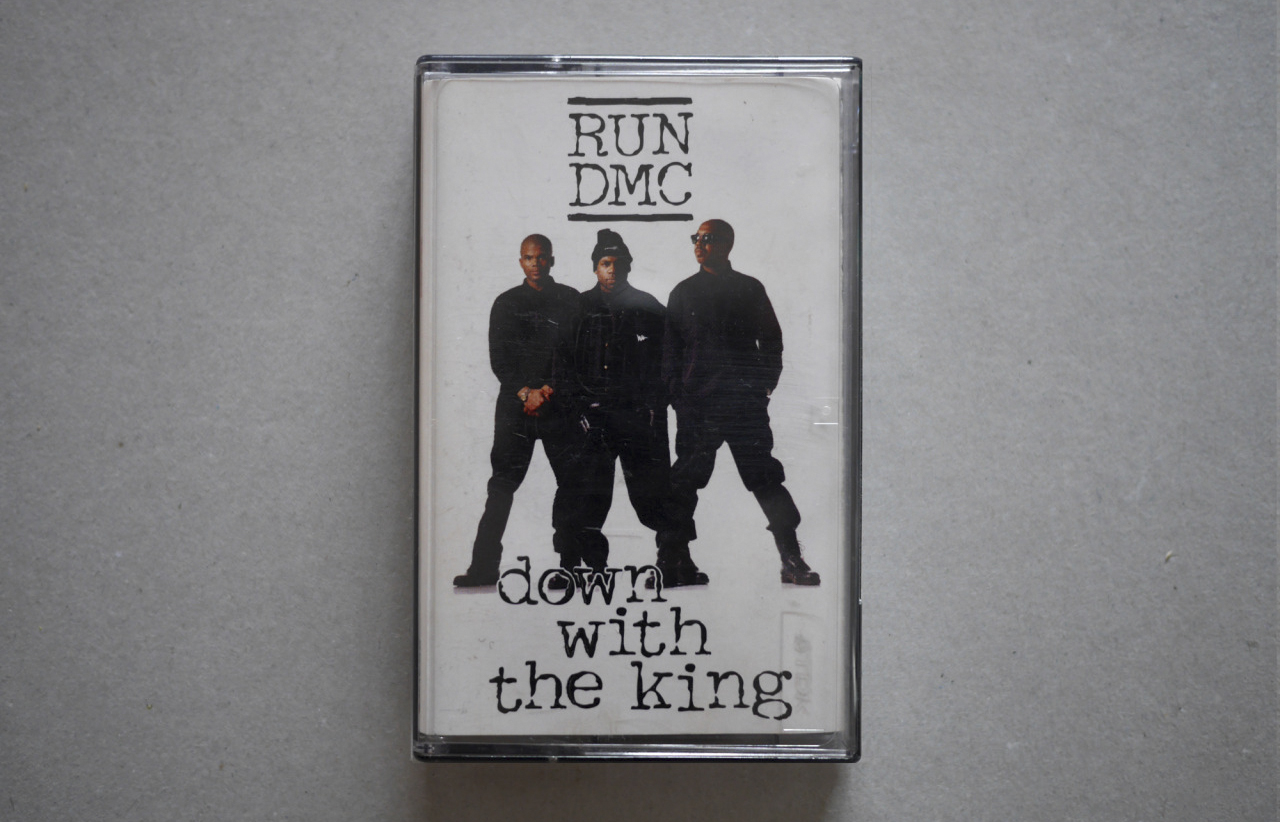 RUN
DMC
down
with
the king